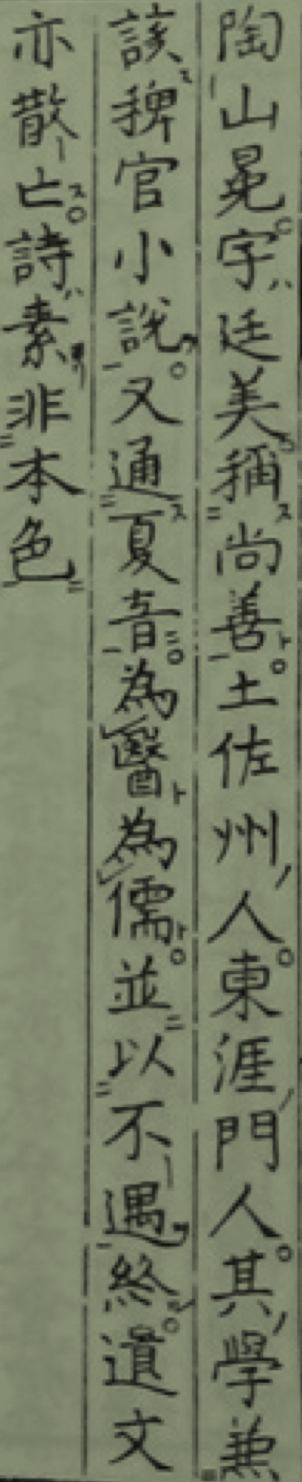 陶山晃字廷美稱尚善土佐州人東涯門人其學兼
該稗官小説又通夏音為醫為儒並以不遇終遺文
亦散亡詩素非本色